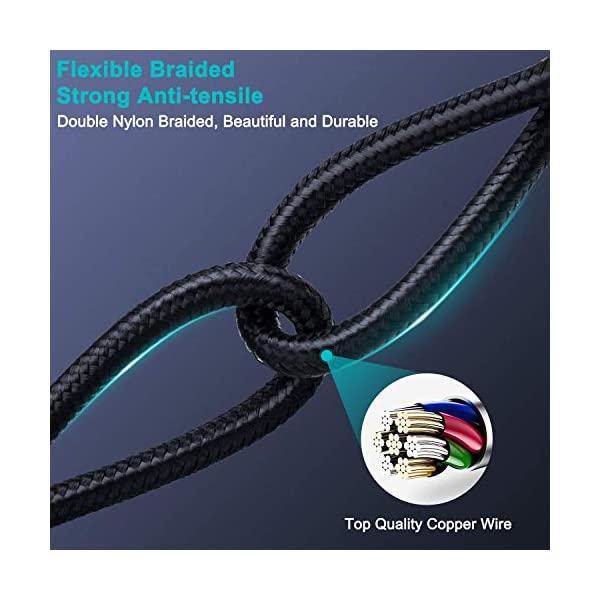 Flexible Braided
Strong Anti-tensile
Double Nylon Braided, Beautiful and Durable
Top Quality Copper Wire